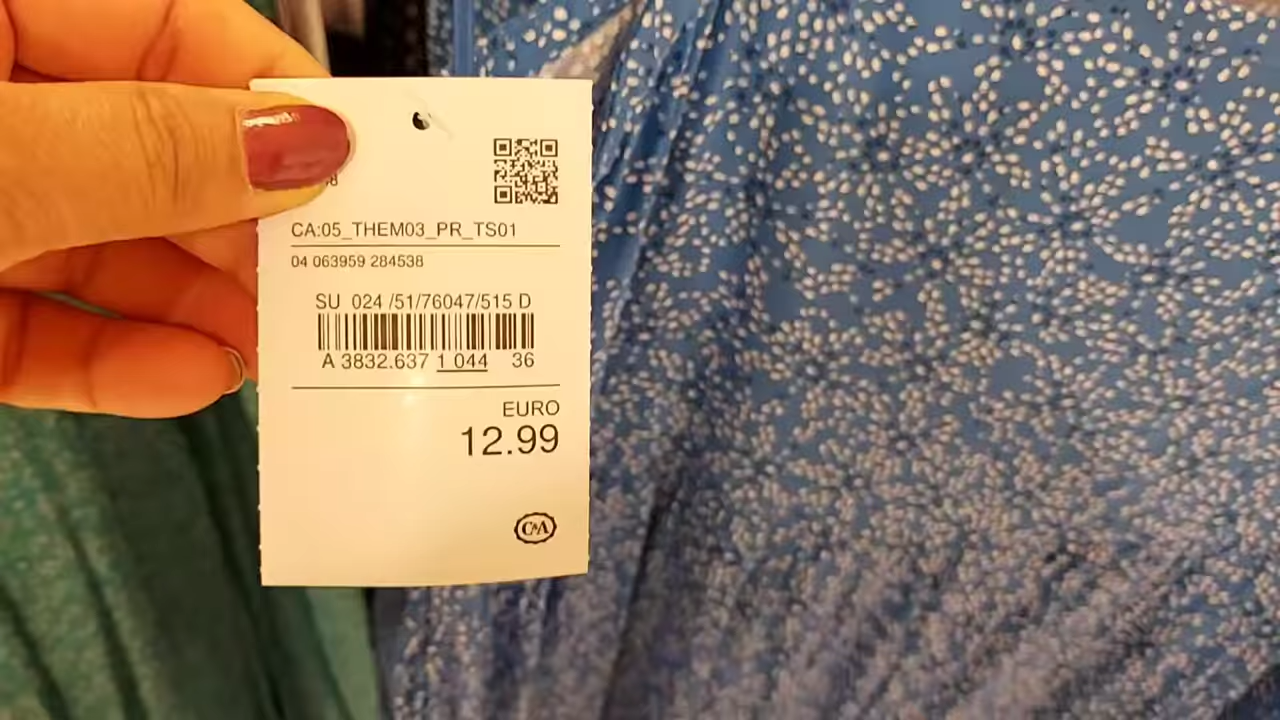 CA:05_THEM03_PR_TS01
04 063959 284538
SU 024 /51/76047/515 D
A 3832.637 1 044 36
EURO
12.99
C&A